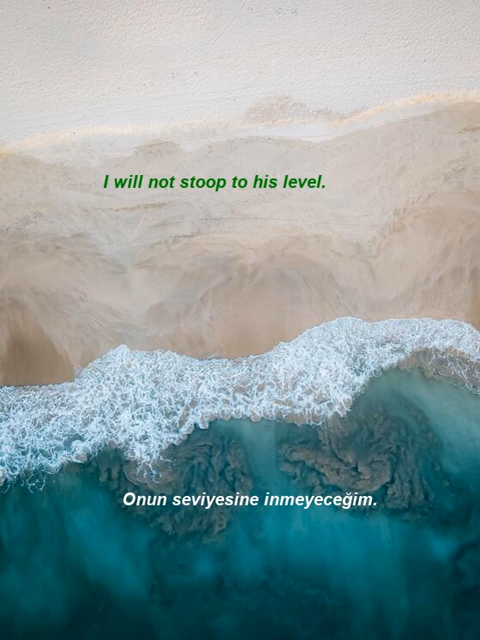 I will not stoop to his level.
Onun seviyesine inmeyeceğim.